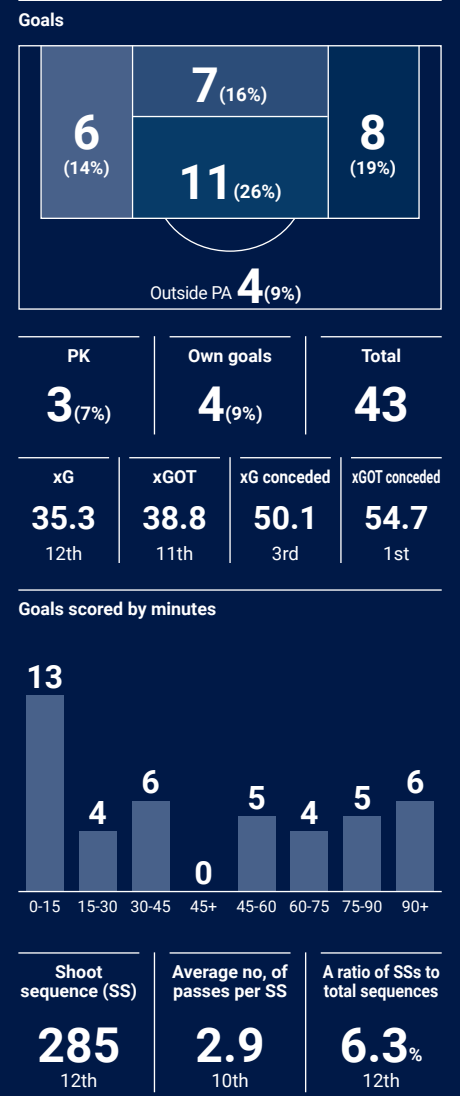 Goals
7(16%)
6
(14%)
8
(19%)
11(26%)
Outside PA 4(9%)
PK
3(7%)
Own goals
4(9%)
Total
43
xG
35.3
12th
xGOT
38.8
11th
xG conceded
50.1
3rd
xGOT conceded
54.7
1st
Goals scored by minutes
13
4
6
0
5
4
5
6
0-15 15-30 30-45 45+ 45-60 60-75 75-90 90+
Shoot
sequence (SS)
285
12th
Average no, of
passes per SS
2.9
10th
A ratio of SSs to
total sequences
6.3%
12th